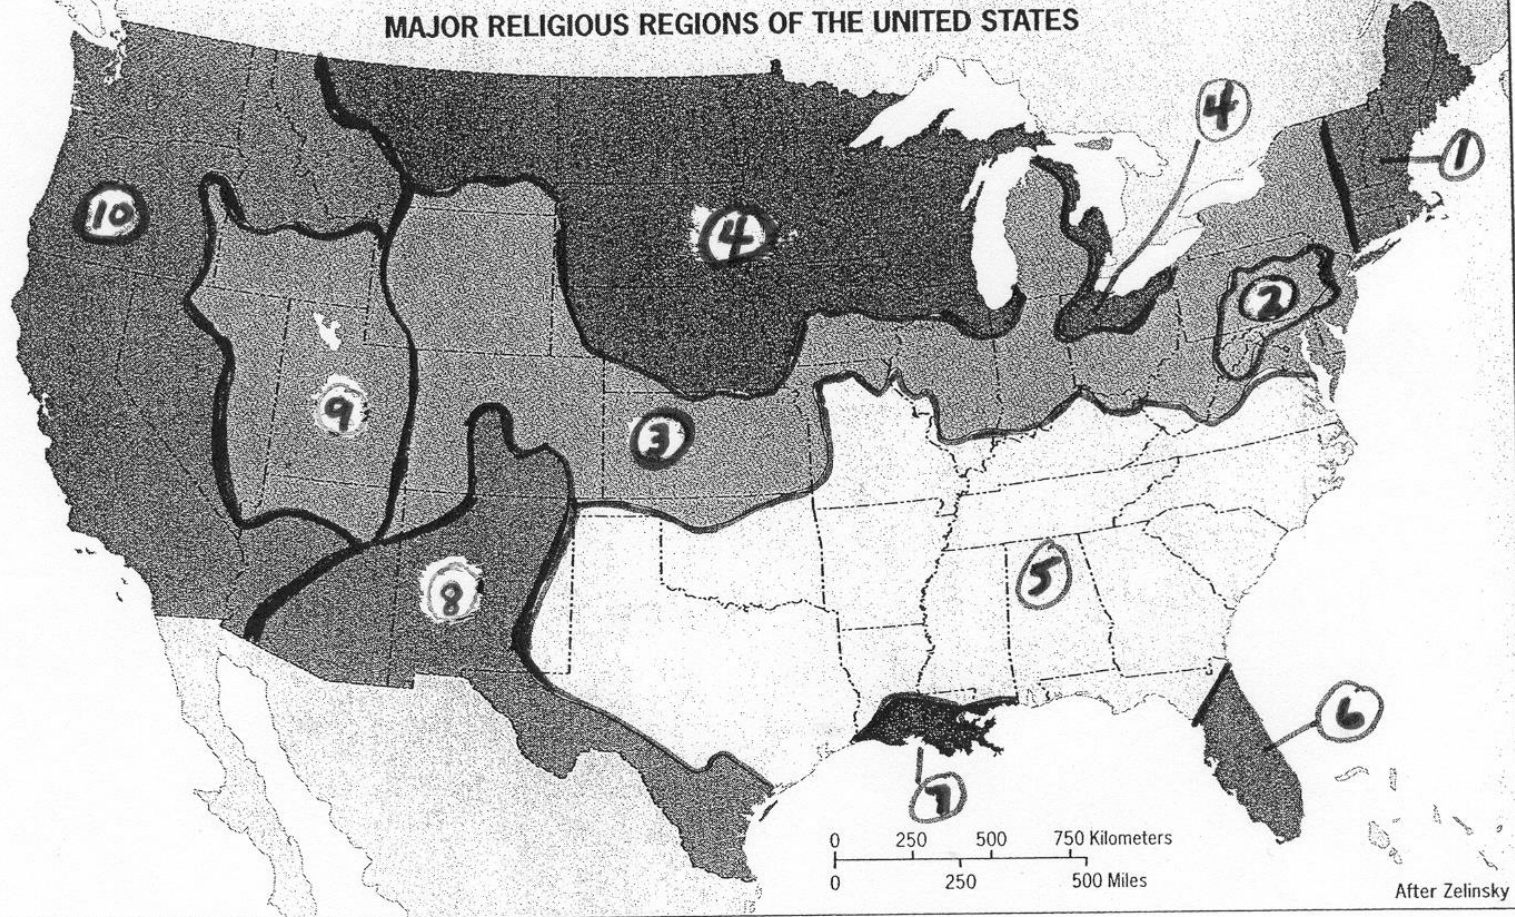 MAJOR RELIGIOUS REGIONS OF THE UNITED STATES
4
1
10
4
2
9
3
8
5
6
7
0 250 500 750 Kilometers
0 250 500 Miles
After Zelinsky